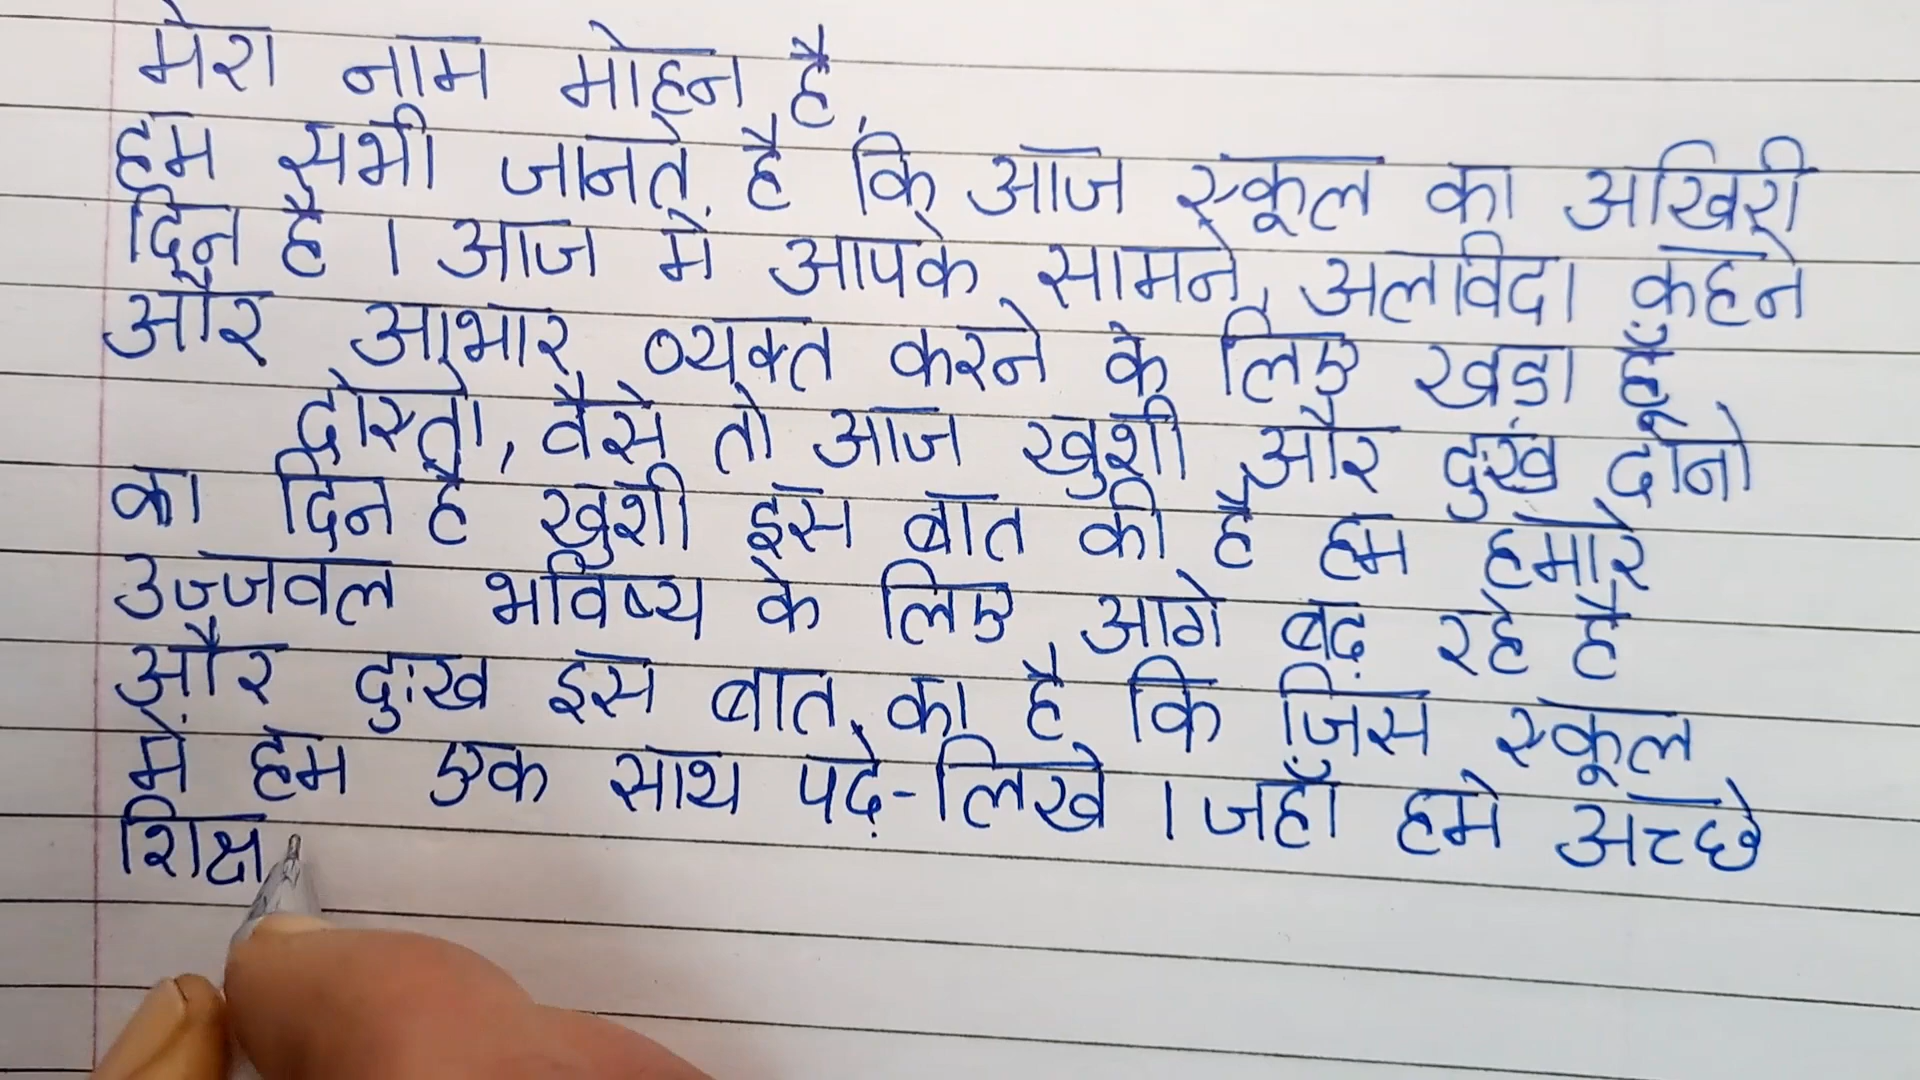 मेरा नाम मोहन है
हम सभी जानते है कि आज स्कूल का अखिरी
दिन है । आज में आपके सामने अलविदा कहने
और आभार व्यक्त करने के लिए खडा हूँ
दोस्तो, वैसे तो आज खुशी और दुःख दोनो
का दिन है खुशी इस बात की है हम हमारे
उज्जवल भविष्य के लिए आगे बढ़ रहे है
और दुःख इस बात का है कि जिस स्कूल
में हम एक साथ पढ़े-लिखे । जहाँ हमे अच्छे
शिक्ष